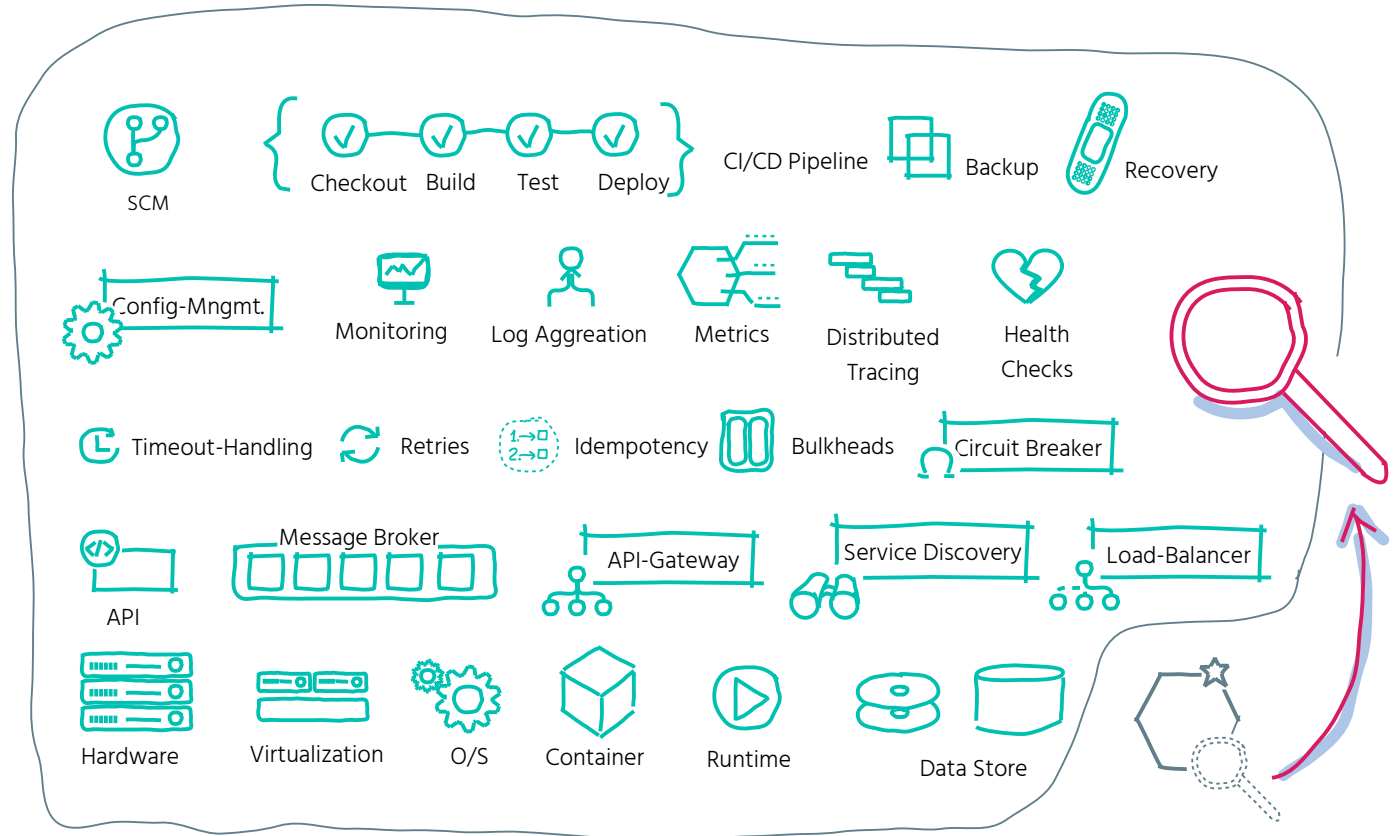 SCM
Checkout Build Test Deploy
CI/CD Pipeline
Backup
Recovery
Config-Mngmt.
Monitoring
Log Aggreation
Metrics
Distributed
Tracing
Health
Checks
Timeout-Handling
Retries
1.→
2.→
Idempotency
Bulkheads
Circuit Breaker
</>
API
Message Broker
API-Gateway
Service Discovery
Load-Balancer
Hardware
Virtualization
O/S
Container
Runtime
Data Store